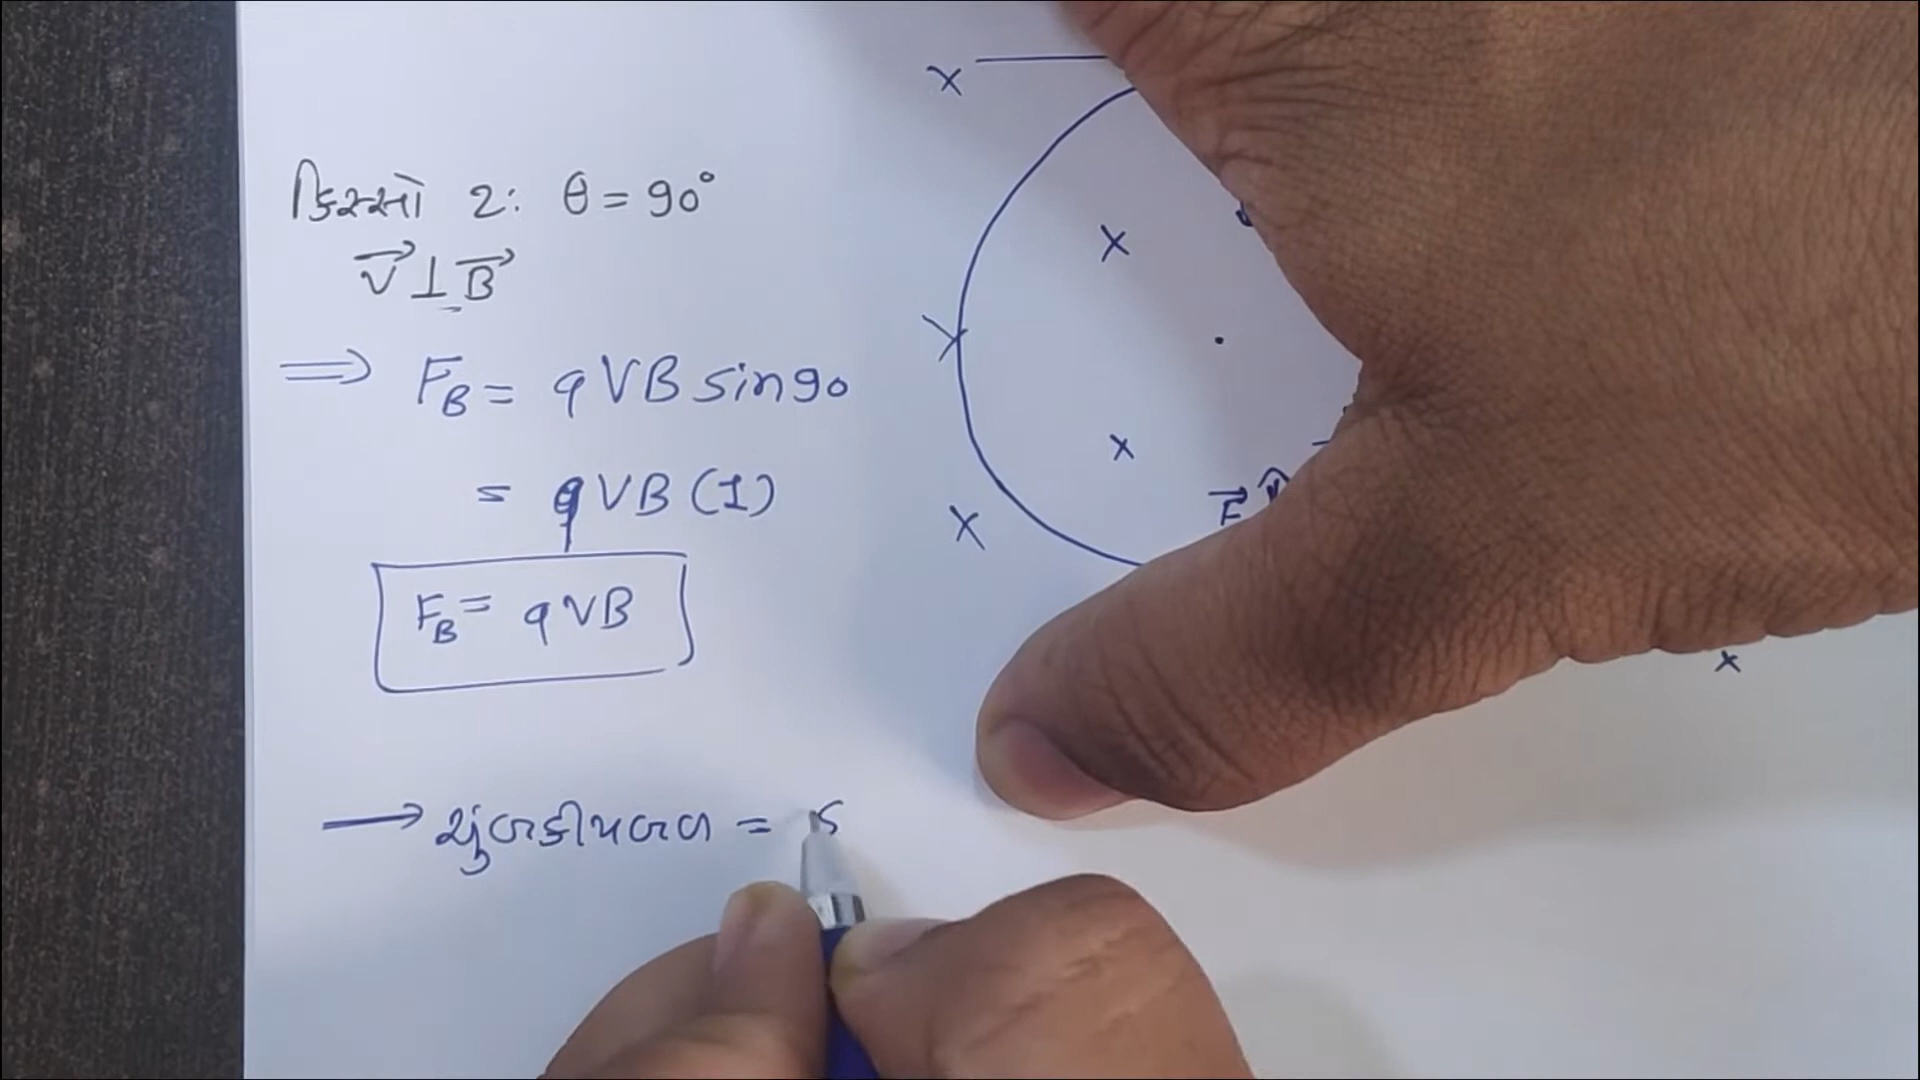 કિસ્સો 2: θ = 90°
v⃗ ⊥ B⃗
⟹ F_B = qVB sin90
= qVB (1)
F_B = qVB
→ ચુંબકીયબળ =
x
x
x
x
x
F⃗
x